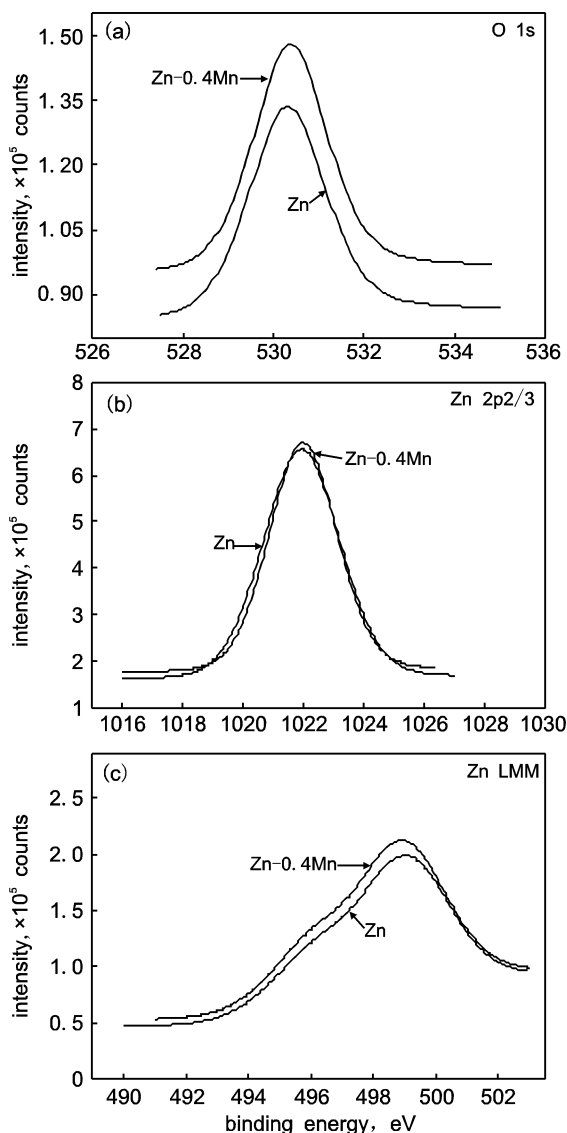 (a)
O 1s
1.50
1.35
1.20
1.05
0.90
Zn-0.4Mn
Zn
intensity, ×10⁵ counts
526 528 530 532 534 536
(b)
Zn 2p2/3
8
7
6
5
4
3
2
1
Zn-0.4Mn
Zn
intensity, ×10⁵ counts
1016 1018 1020 1022 1024 1026 1028 1030
(c)
Zn LMM
2.5
2.0
1.5
1.0
0.5
0
Zn-0.4Mn
Zn
intensity, ×10⁵ counts
490 492 494 496 498 500 502
binding energy, eV